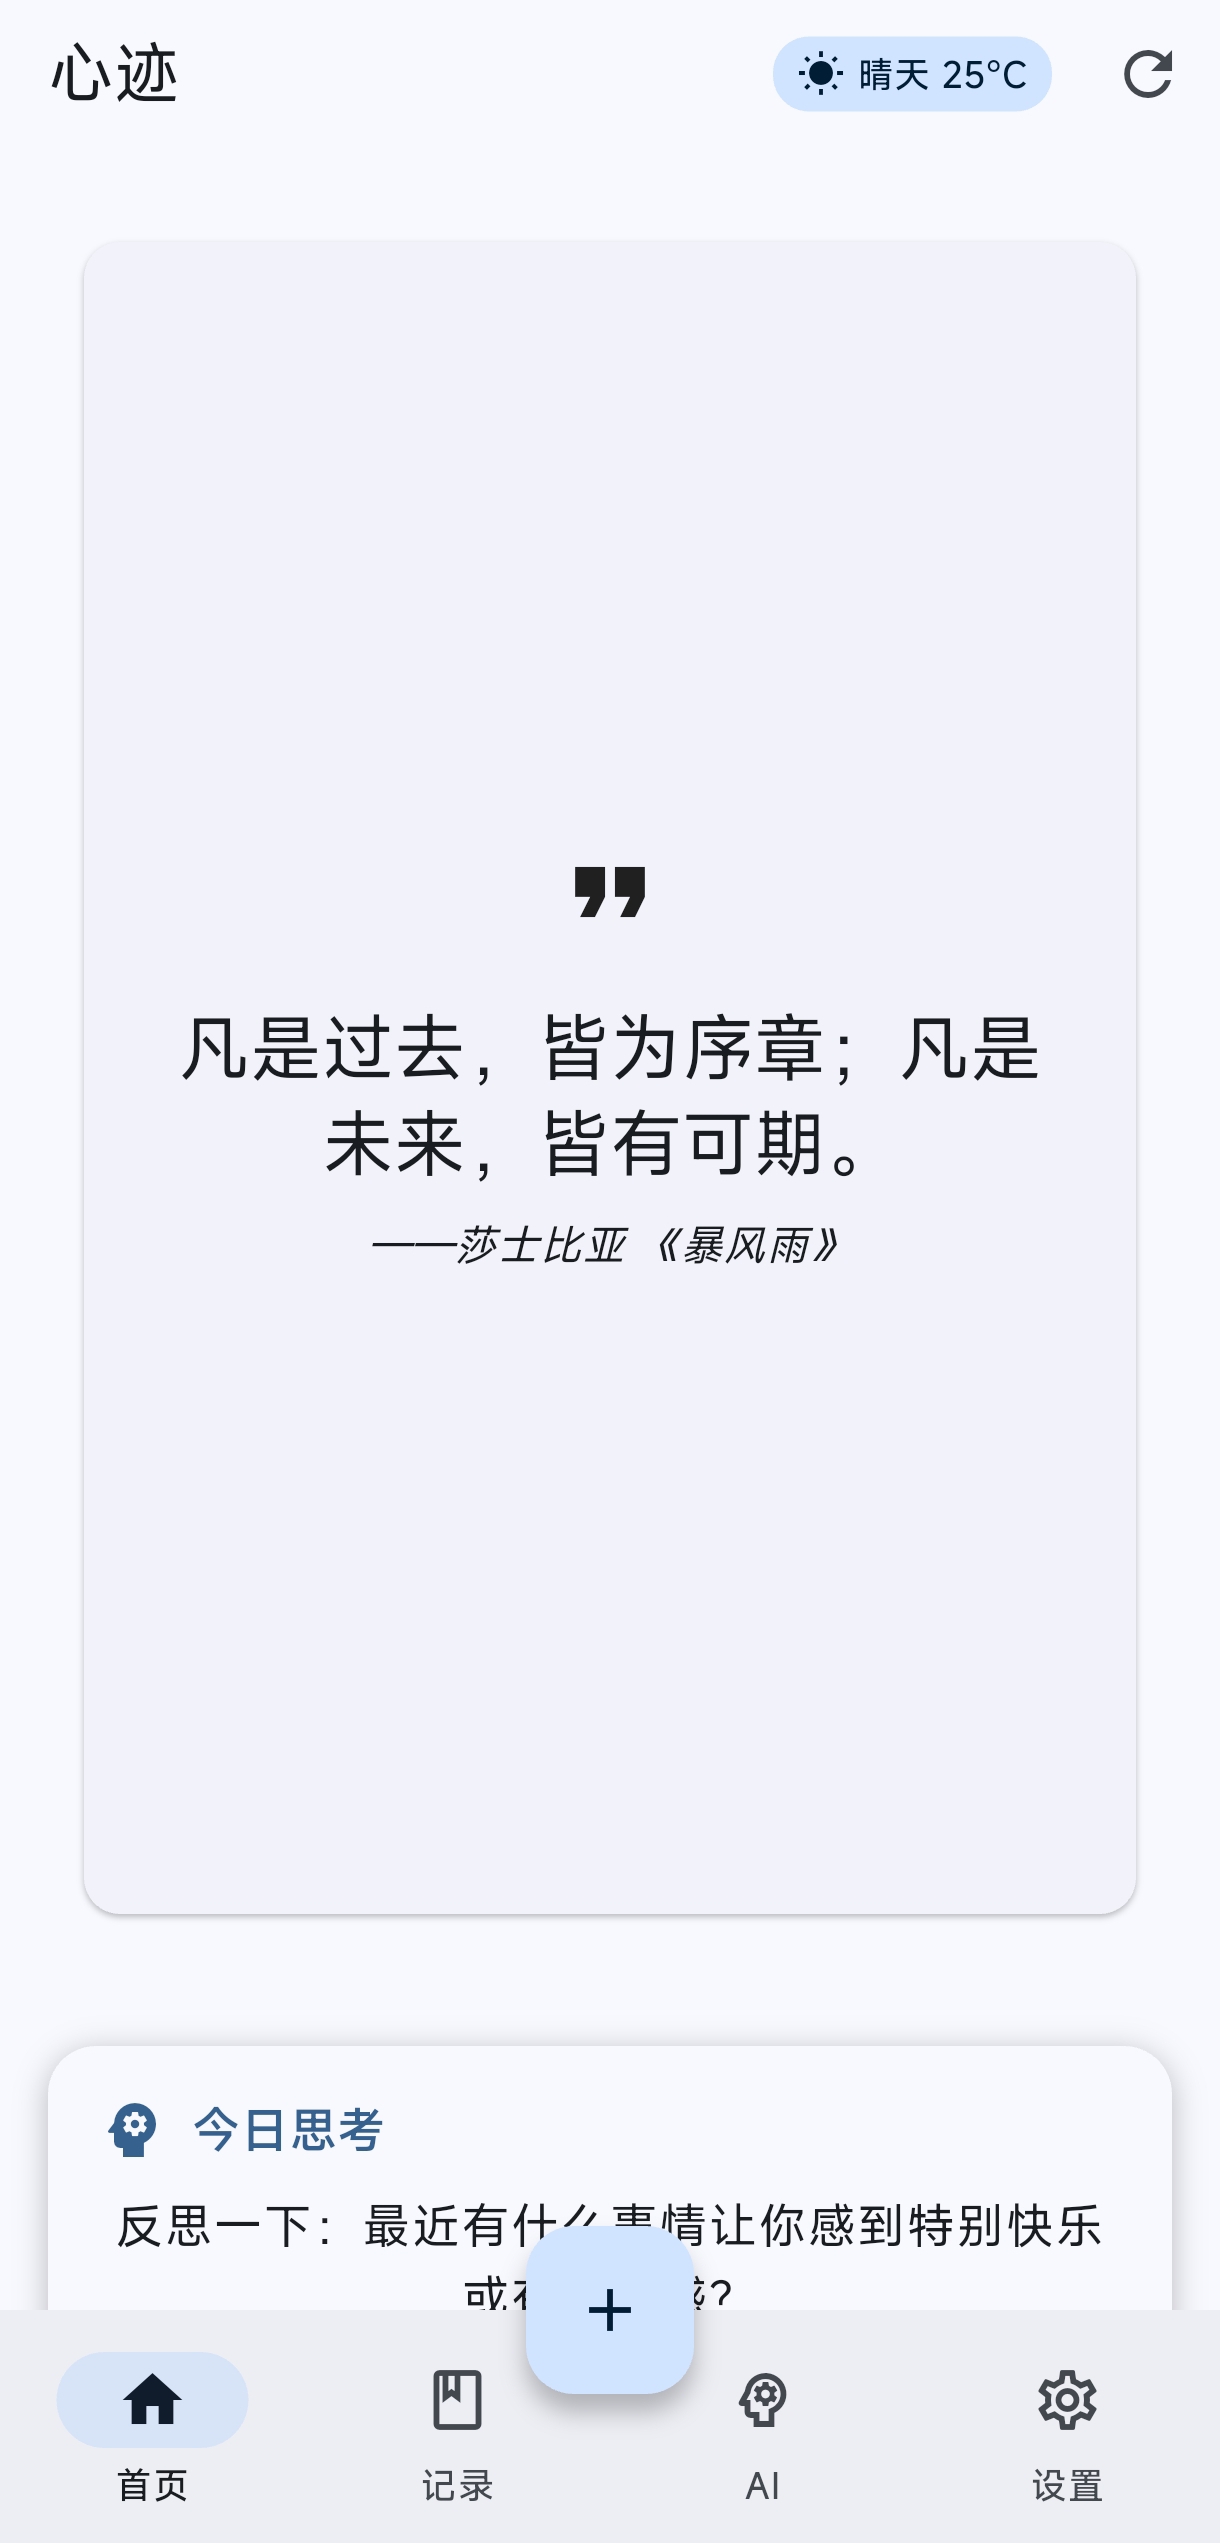 心迹
晴天 25°C
”
凡是过去，皆为序章；凡是
未来，皆有可期。
——莎士比亚 《暴风雨》
今日思考
反思一下：最近有什么事情让你感到特别快乐
或
感?
首页
记录
AI
设置